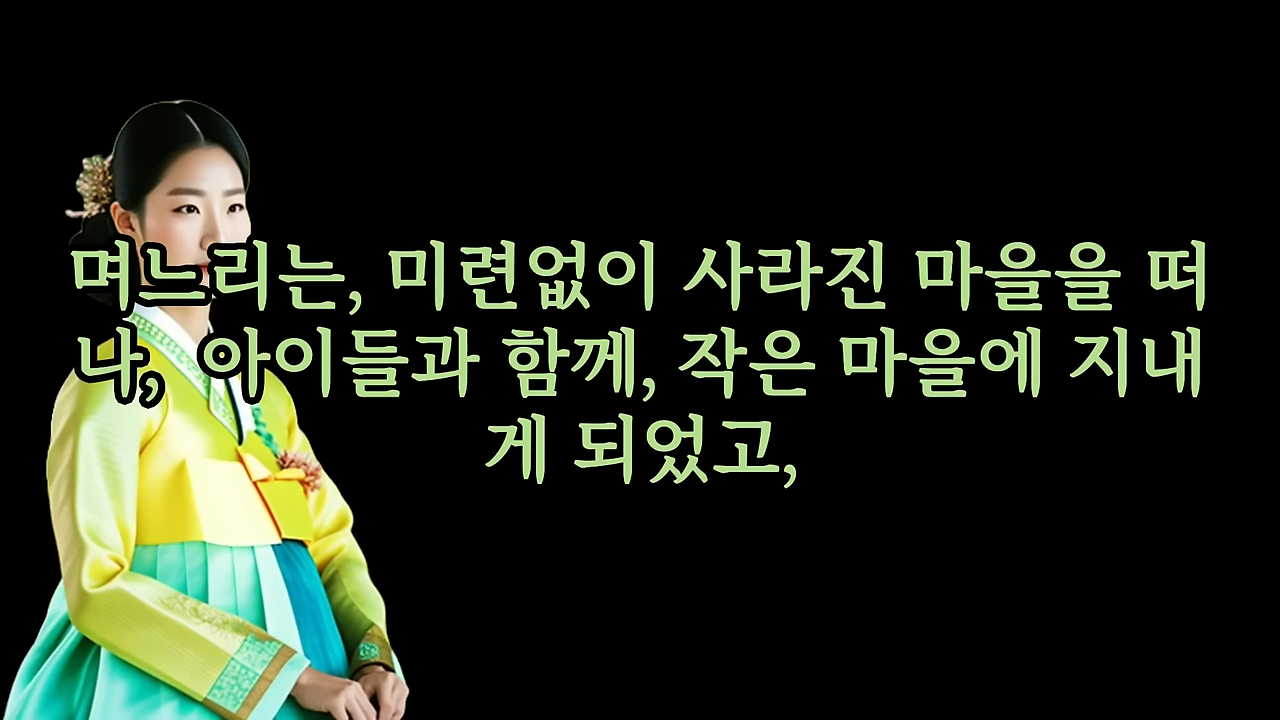 며느리는, 미련없이 사라진 마을을 떠
나, 아이들과 함께, 작은 마을에 지내
게 되었고,